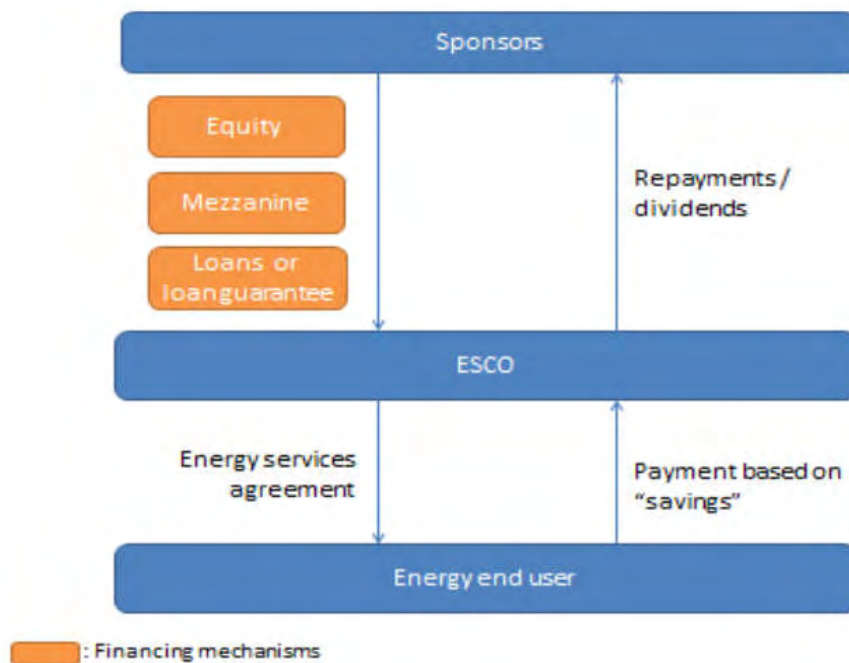 Sponsors
Equity
Mezzanine
Loans or
loanguarantee
Repayments /
dividends
ESCO
Energy services
agreement
Payment based on
“savings”
Energy end user
: Financing mechanisms